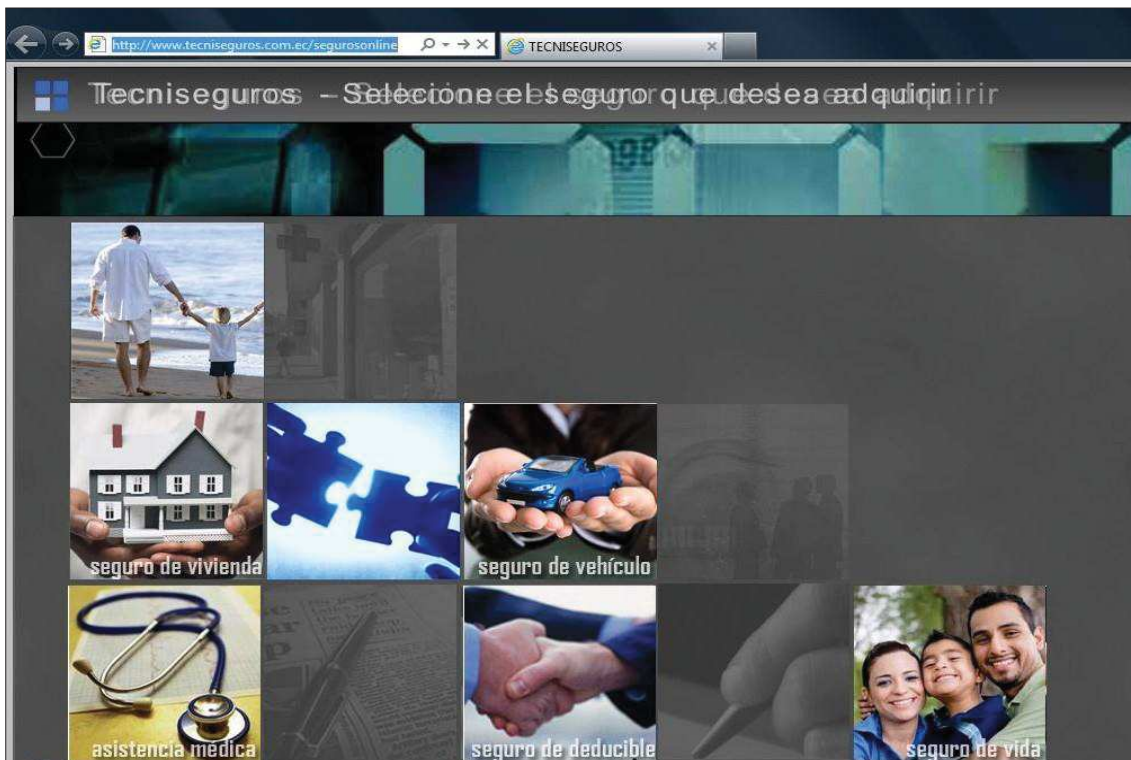 http://www.tecniseguros.com.ec/segurosonline
TECNISEGUROS
Tecniseguros - Seleccione el seguro que desea adquirir
seguro de vivienda
seguro de vehículo
asistencia médica
seguro de deducible
seguro de vida